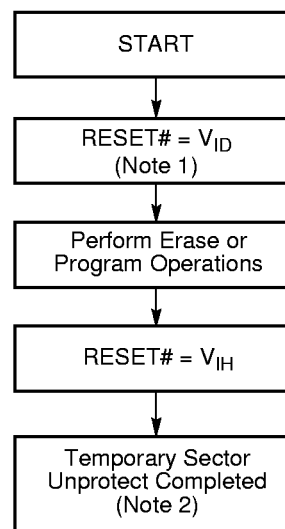 START
RESET# = VID
(Note 1)
Perform Erase or
Program Operations
RESET# = VIH
Temporary Sector
Unprotect Completed
(Note 2)